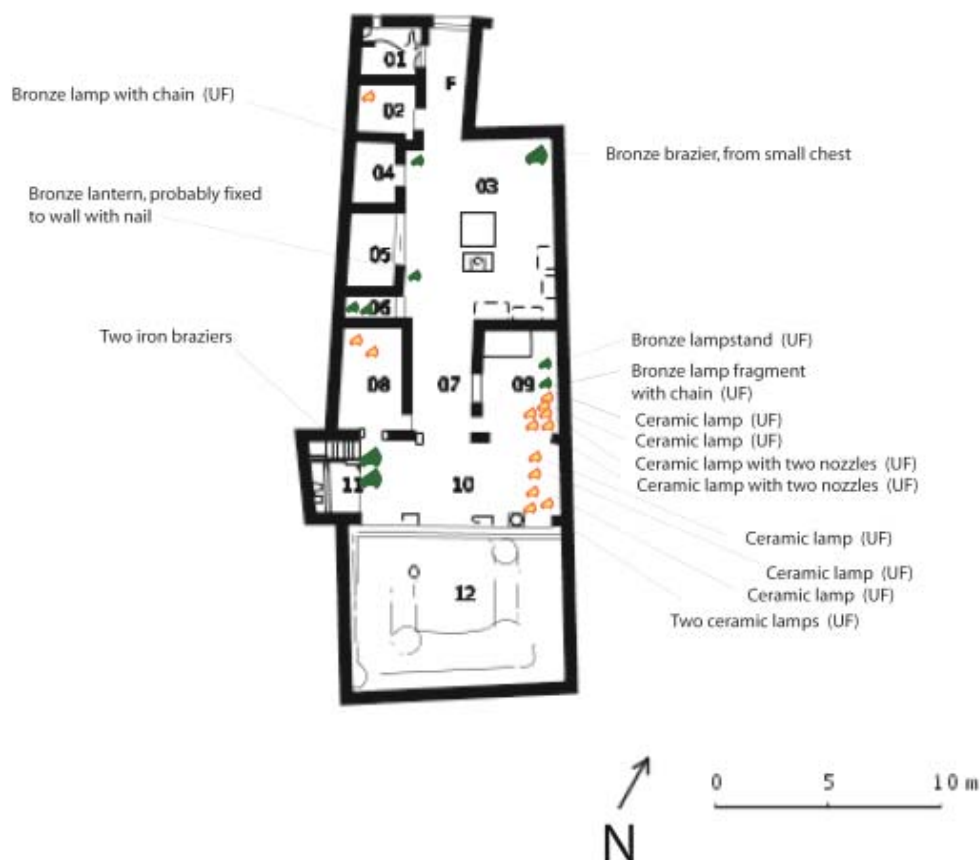 01
F
Bronze lamp with chain (UF)
02
Bronze brazier, from small chest
04
03
Bronze lantern, probably fixed
to wall with nail
05
06
Two iron braziers
Bronze lampstand (UF)
Bronze lamp fragment
with chain (UF)
08
07
09
Ceramic lamp (UF)
Ceramic lamp (UF)
Ceramic lamp with two nozzles (UF)
Ceramic lamp with two nozzles (UF)
11
10
Ceramic lamp (UF)
Ceramic lamp (UF)
Ceramic lamp (UF)
12
Two ceramic lamps (UF)
N
0 5 10 m